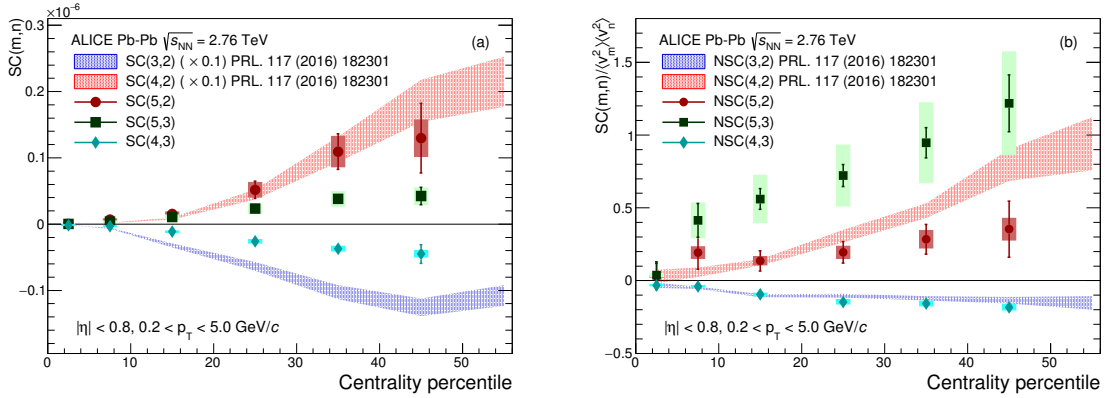 ×10⁻⁶
SC(m,n)
0.3
0.2
0.1
0
−0.1
ALICE Pb-Pb √sNN = 2.76 TeV
(a)
SC(3,2) ( × 0.1) PRL. 117 (2016) 182301
SC(4,2) ( × 0.1) PRL. 117 (2016) 182301
SC(5,2)
SC(5,3)
SC(4,3)
|η| < 0.8, 0.2 < pT < 5.0 GeV/c
0 10 20 30 40 50
Centrality percentile
SC(m,n)/⟨v²m⟩⟨v²n⟩
1.5
1
0.5
0
−0.5
ALICE Pb-Pb √sNN = 2.76 TeV
(b)
NSC(3,2) PRL. 117 (2016) 182301
NSC(4,2) PRL. 117 (2016) 182301
NSC(5,2)
NSC(5,3)
NSC(4,3)
|η| < 0.8, 0.2 < pT < 5.0 GeV/c
0 10 20 30 40 50
Centrality percentile